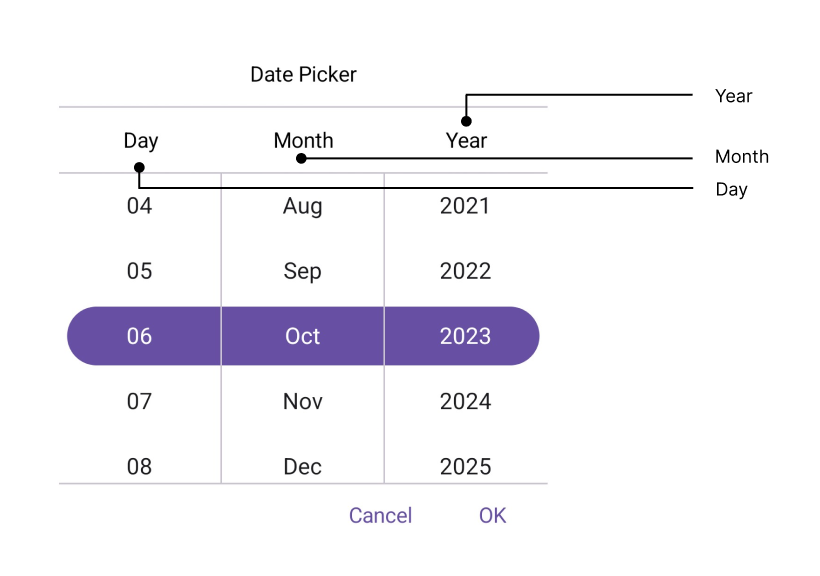 Date Picker
Year
Day Month Year
Month
Day
04 Aug 2021
05 Sep 2022
06 Oct 2023
07 Nov 2024
08 Dec 2025
Cancel OK